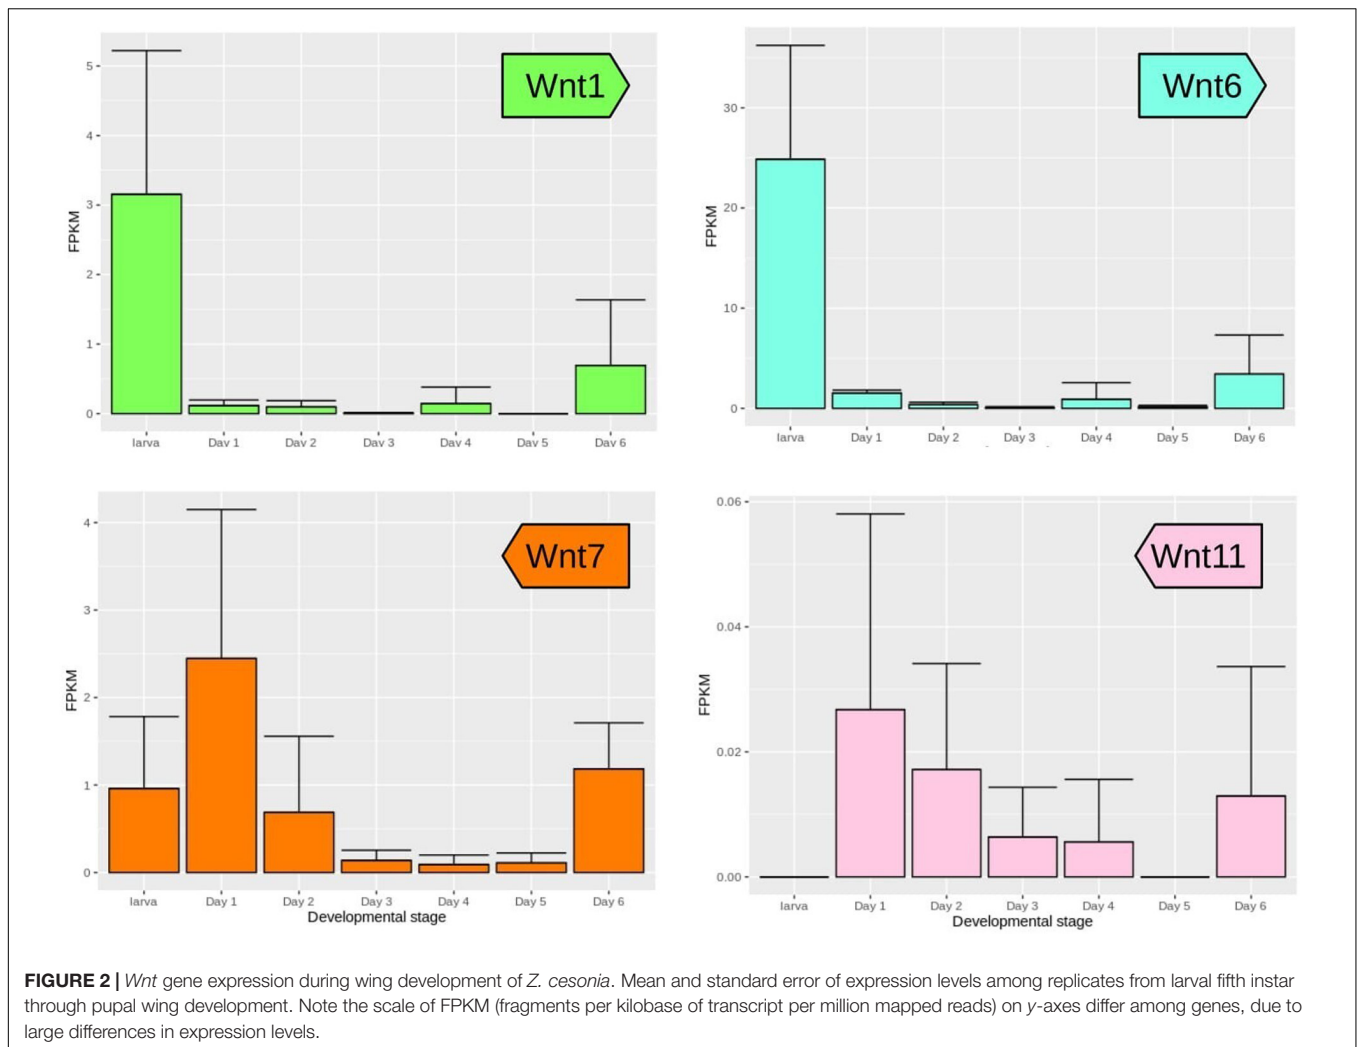 Wnt1
5
4
3
2
1
0
FPKM
larva Day 1 Day 2 Day 3 Day 4 Day 5 Day 6
Wnt6
30
20
10
0
FPKM
larva Day 1 Day 2 Day 3 Day 4 Day 5 Day 6
Wnt7
4
3
2
1
0
FPKM
larva Day 1 Day 2 Day 3 Day 4 Day 5 Day 6
Developmental stage
Wnt11
0.06
0.04
0.02
0.00
FPKM
larva Day 1 Day 2 Day 3 Day 4 Day 5 Day 6
Developmental stage
FIGURE 2 | Wnt gene expression during wing development of Z. cesonia. Mean and standard error of expression levels among replicates from larval fifth instar
through pupal wing development. Note the scale of FPKM (fragments per kilobase of transcript per million mapped reads) on y-axes differ among genes, due to
large differences in expression levels.